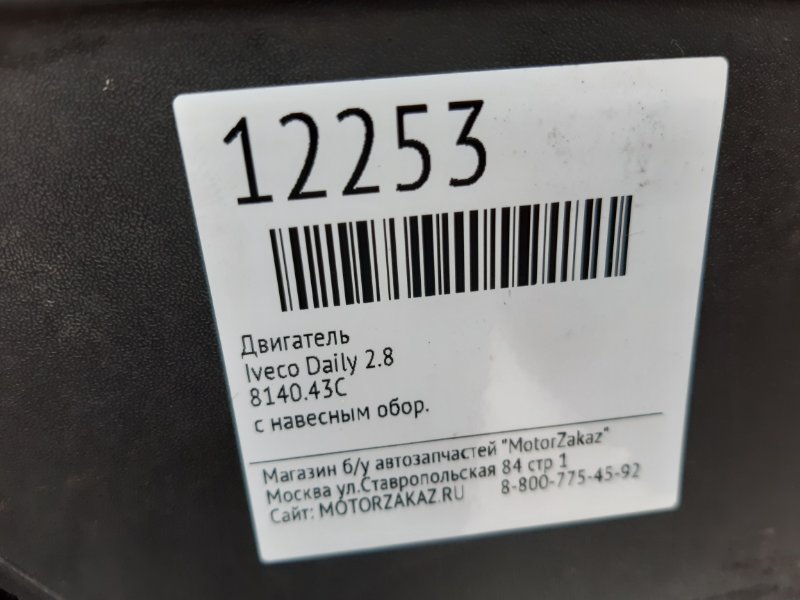 12253
Двигатель
Iveco Daily 2.8
8140.43C
с навесным обор.
Магазин б/у автозапчастей "MotorZakaz"
Москва ул.Ставропольская 84 стр 1
Сайт: MOTORZAKAZ.RU 8-800-775-45-92